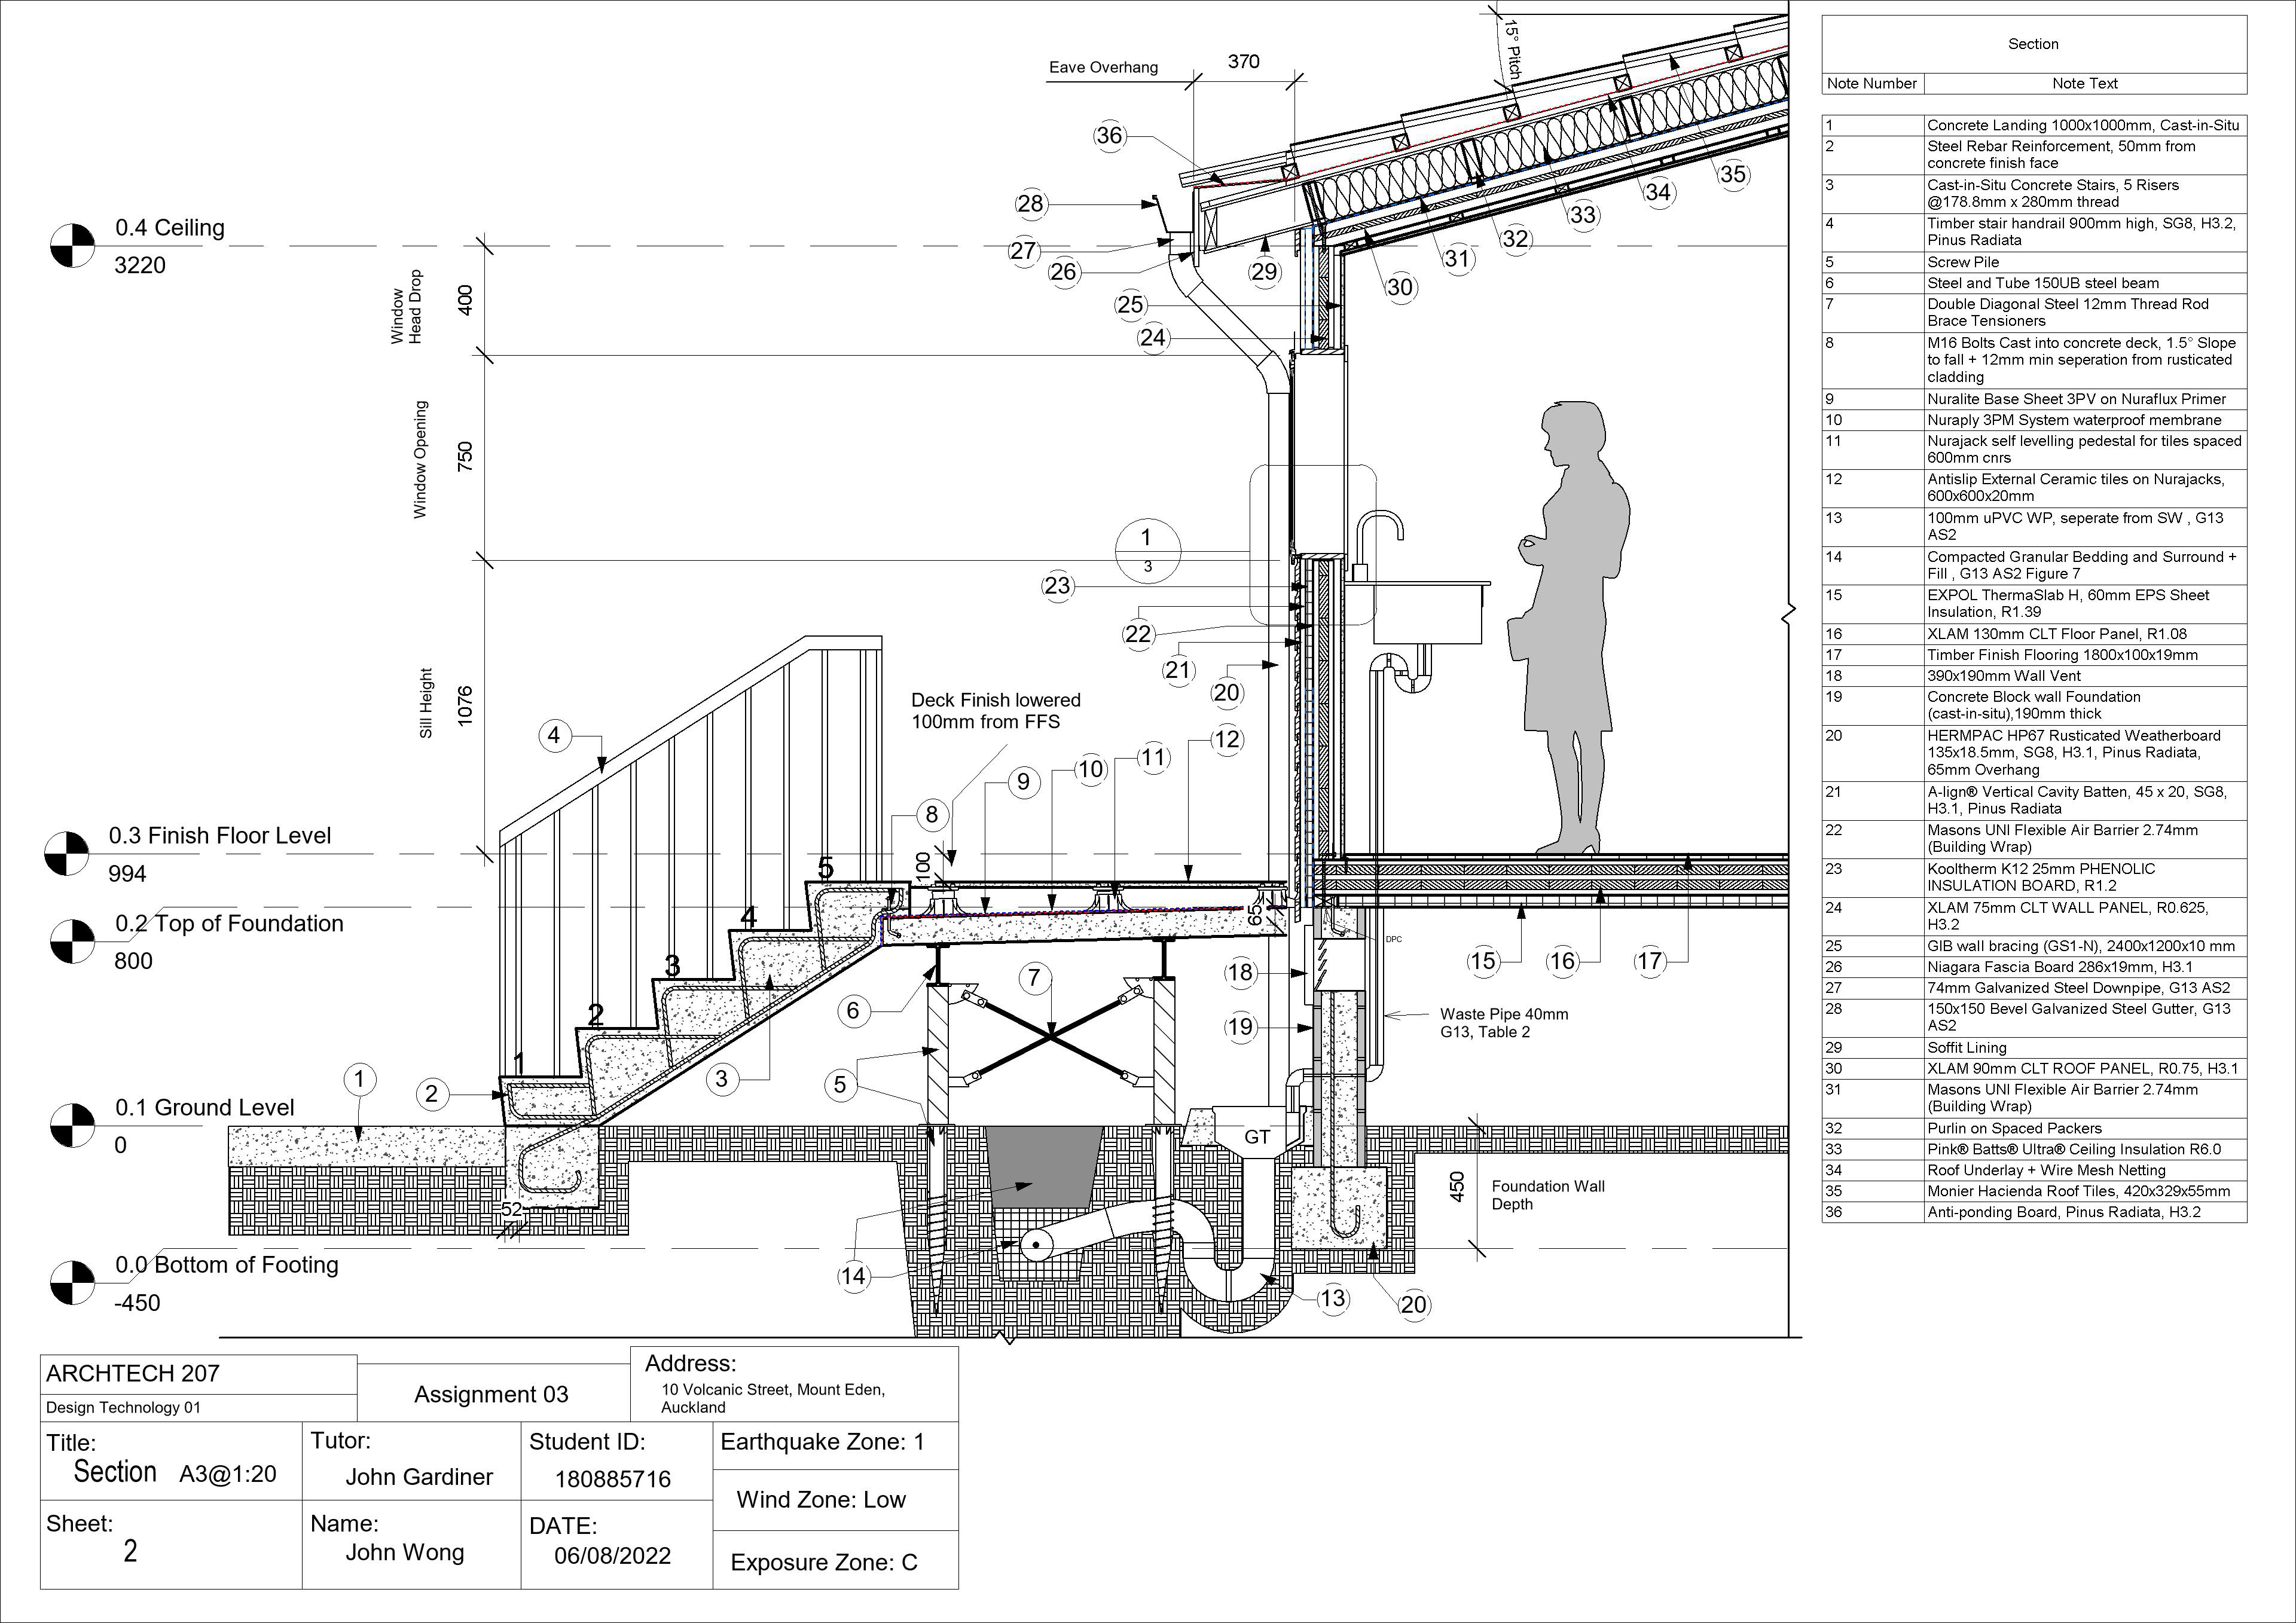 Eave Overhang
370
15° Pitch
36
28
27
26
29
25
24
30
31
32
33
34
35
0.4 Ceiling
3220
Window
Head Drop
400
Window Opening
750
Sill Height
1076
1
3
23
22
21
20
Deck Finish lowered
100mm from FFS
4
12
11
10
9
8
100
0.3 Finish Floor Level
994
0.2 Top of Foundation
800
5
4
3
2
1
65
DPC
15
16
17
18
19
7
6
5
3
2
1
Waste Pipe 40mm
G13, Table 2
0.1 Ground Level
0
GT
450
Foundation Wall
Depth
52
14
13
20
0.0 Bottom of Footing
-450
Section
Note Number Note Text
1 Concrete Landing 1000x1000mm, Cast-in-Situ
2 Steel Rebar Reinforcement, 50mm from
concrete finish face
3 Cast-in-Situ Concrete Stairs, 5 Risers
@178.8mm x 280mm thread
4 Timber stair handrail 900mm high, SG8, H3.2,
Pinus Radiata
5 Screw Pile
6 Steel and Tube 150UB steel beam
7 Double Diagonal Steel 12mm Thread Rod
Brace Tensioners
8 M16 Bolts Cast into concrete deck, 1.5° Slope
to fall + 12mm min seperation from rusticated
cladding
9 Nuralite Base Sheet 3PV on Nuraflux Primer
10 Nuraply 3PM System waterproof membrane
11 Nurajack self levelling pedestal for tiles spaced
600mm cnrs
12 Antislip External Ceramic tiles on Nurajacks,
600x600x20mm
13 100mm uPVC WP, seperate from SW , G13
AS2
14 Compacted Granular Bedding and Surround +
Fill , G13 AS2 Figure 7
15 EXPOL ThermaSlab H, 60mm EPS Sheet
Insulation, R1.39
16 XLAM 130mm CLT Floor Panel, R1.08
17 Timber Finish Flooring 1800x100x19mm
18 390x190mm Wall Vent
19 Concrete Block wall Foundation
(cast-in-situ),190mm thick
20 HERMPAC HP67 Rusticated Weatherboard
135x18.5mm, SG8, H3.1, Pinus Radiata,
65mm Overhang
21 A-lign® Vertical Cavity Batten, 45 x 20, SG8,
H3.1, Pinus Radiata
22 Masons UNI Flexible Air Barrier 2.74mm
(Building Wrap)
23 Kooltherm K12 25mm PHENOLIC
INSULATION BOARD, R1.2
24 XLAM 75mm CLT WALL PANEL, R0.625,
H3.2
25 GIB wall bracing (GS1-N), 2400x1200x10 mm
26 Niagara Fascia Board 286x19mm, H3.1
27 74mm Galvanized Steel Downpipe, G13 AS2
28 150x150 Bevel Galvanized Steel Gutter, G13
AS2
29 Soffit Lining
30 XLAM 90mm CLT ROOF PANEL, R0.75, H3.1
31 Masons UNI Flexible Air Barrier 2.74mm
(Building Wrap)
32 Purlin on Spaced Packers
33 Pink® Batts® Ultra® Ceiling Insulation R6.0
34 Roof Underlay + Wire Mesh Netting
35 Monier Hacienda Roof Tiles, 420x329x55mm
36 Anti-ponding Board, Pinus Radiata, H3.2
ARCHTECH 207
Design Technology 01
Assignment 03
Address:
10 Volcanic Street, Mount Eden,
Auckland
Title:
Section A3@1:20
Tutor:
John Gardiner
Student ID:
180885716
Earthquake Zone: 1
Wind Zone: Low
Exposure Zone: C
Sheet:
2
Name:
John Wong
DATE:
06/08/2022